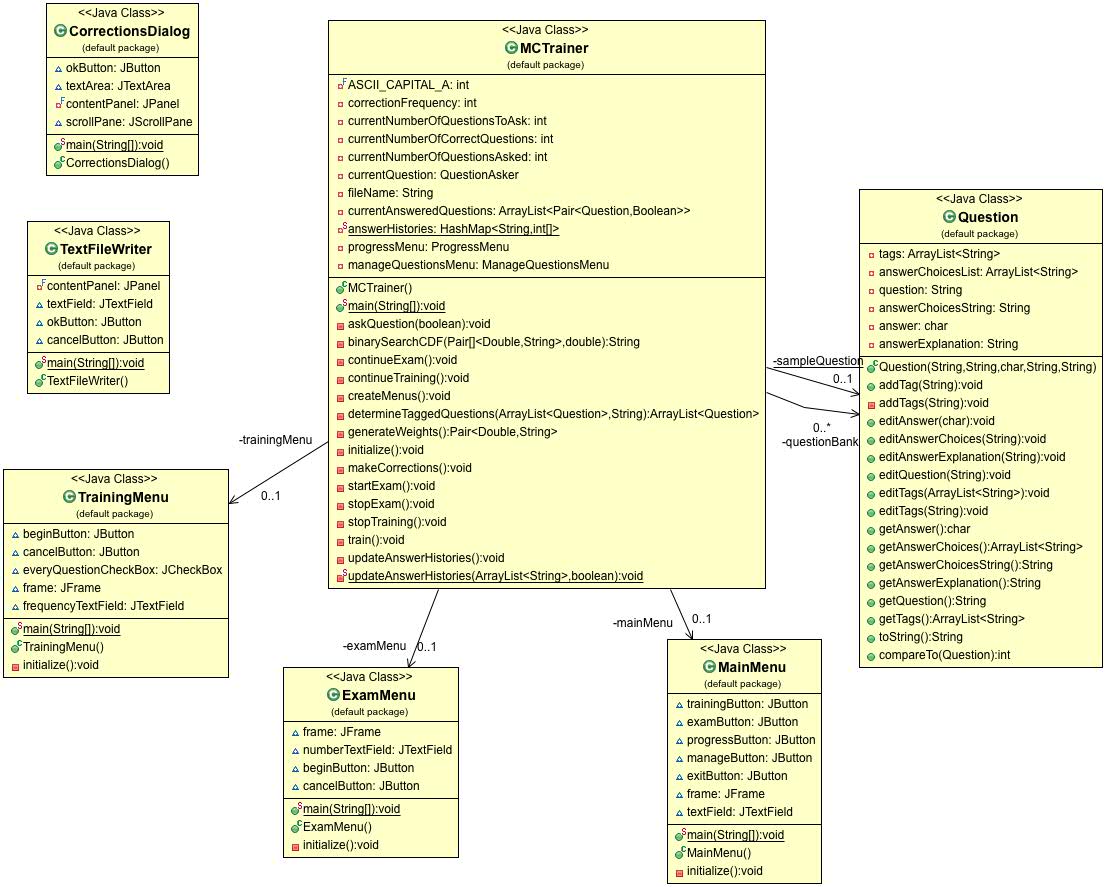 <<Java Class>>
CorrectionsDialog
(default package)
okButton: JButton
textArea: JTextArea
contentPanel: JPanel
scrollPane: JScrollPane
main(String[]):void
CorrectionsDialog()
<<Java Class>>
TextFileWriter
(default package)
contentPanel: JPanel
textField: JTextField
okButton: JButton
cancelButton: JButton
main(String[]):void
TextFileWriter()
<<Java Class>>
MCTrainer
(default package)
ASCII_CAPITAL_A: int
correctionFrequency: int
currentNumberOfQuestionsToAsk: int
currentNumberOfCorrectQuestions: int
currentNumberOfQuestionsAsked: int
currentQuestion: QuestionAsker
fileName: String
currentAnsweredQuestions: ArrayList<Pair<Question,Boolean>>
answerHistories: HashMap<String,int[]>
progressMenu: ProgressMenu
manageQuestionsMenu: ManageQuestionsMenu
MCTrainer()
main(String[]):void
askQuestion(boolean):void
binarySearchCDF(Pair[]<Double,String>,double):String
continueExam():void
continueTraining():void
createMenus():void
determineTaggedQuestions(ArrayList<Question>,String):ArrayList<Question>
generateWeights():Pair<Double,String>
initialize():void
makeCorrections():void
startExam():void
stopExam():void
stopTraining():void
train():void
updateAnswerHistories():void
updateAnswerHistories(ArrayList<String>,boolean):void
-sampleQuestion
0..1
0..*
-questionBank
<<Java Class>>
Question
(default package)
tags: ArrayList<String>
answerChoicesList: ArrayList<String>
question: String
answerChoicesString: String
answer: char
answerExplanation: String
Question(String,String,char,String,String)
addTag(String):void
addTags(String):void
editAnswer(char):void
editAnswerChoices(String):void
editAnswerExplanation(String):void
editQuestion(String):void
editTags(ArrayList<String>):void
editTags(String):void
getAnswer():char
getAnswerChoices():ArrayList<String>
getAnswerChoicesString():String
getAnswerExplanation():String
getQuestion():String
getTags():ArrayList<String>
toString():String
compareTo(Question):int
-trainingMenu
0..1
<<Java Class>>
TrainingMenu
(default package)
beginButton: JButton
cancelButton: JButton
everyQuestionCheckBox: JCheckBox
frame: JFrame
frequencyTextField: JTextField
main(String[]):void
TrainingMenu()
initialize():void
-examMenu
0..1
<<Java Class>>
ExamMenu
(default package)
frame: JFrame
numberTextField: JTextField
beginButton: JButton
cancelButton: JButton
main(String[]):void
ExamMenu()
initialize():void
-mainMenu
0..1
<<Java Class>>
MainMenu
(default package)
trainingButton: JButton
examButton: JButton
progressButton: JButton
manageButton: JButton
exitButton: JButton
frame: JFrame
textField: JTextField
main(String[]):void
MainMenu()
initialize():void